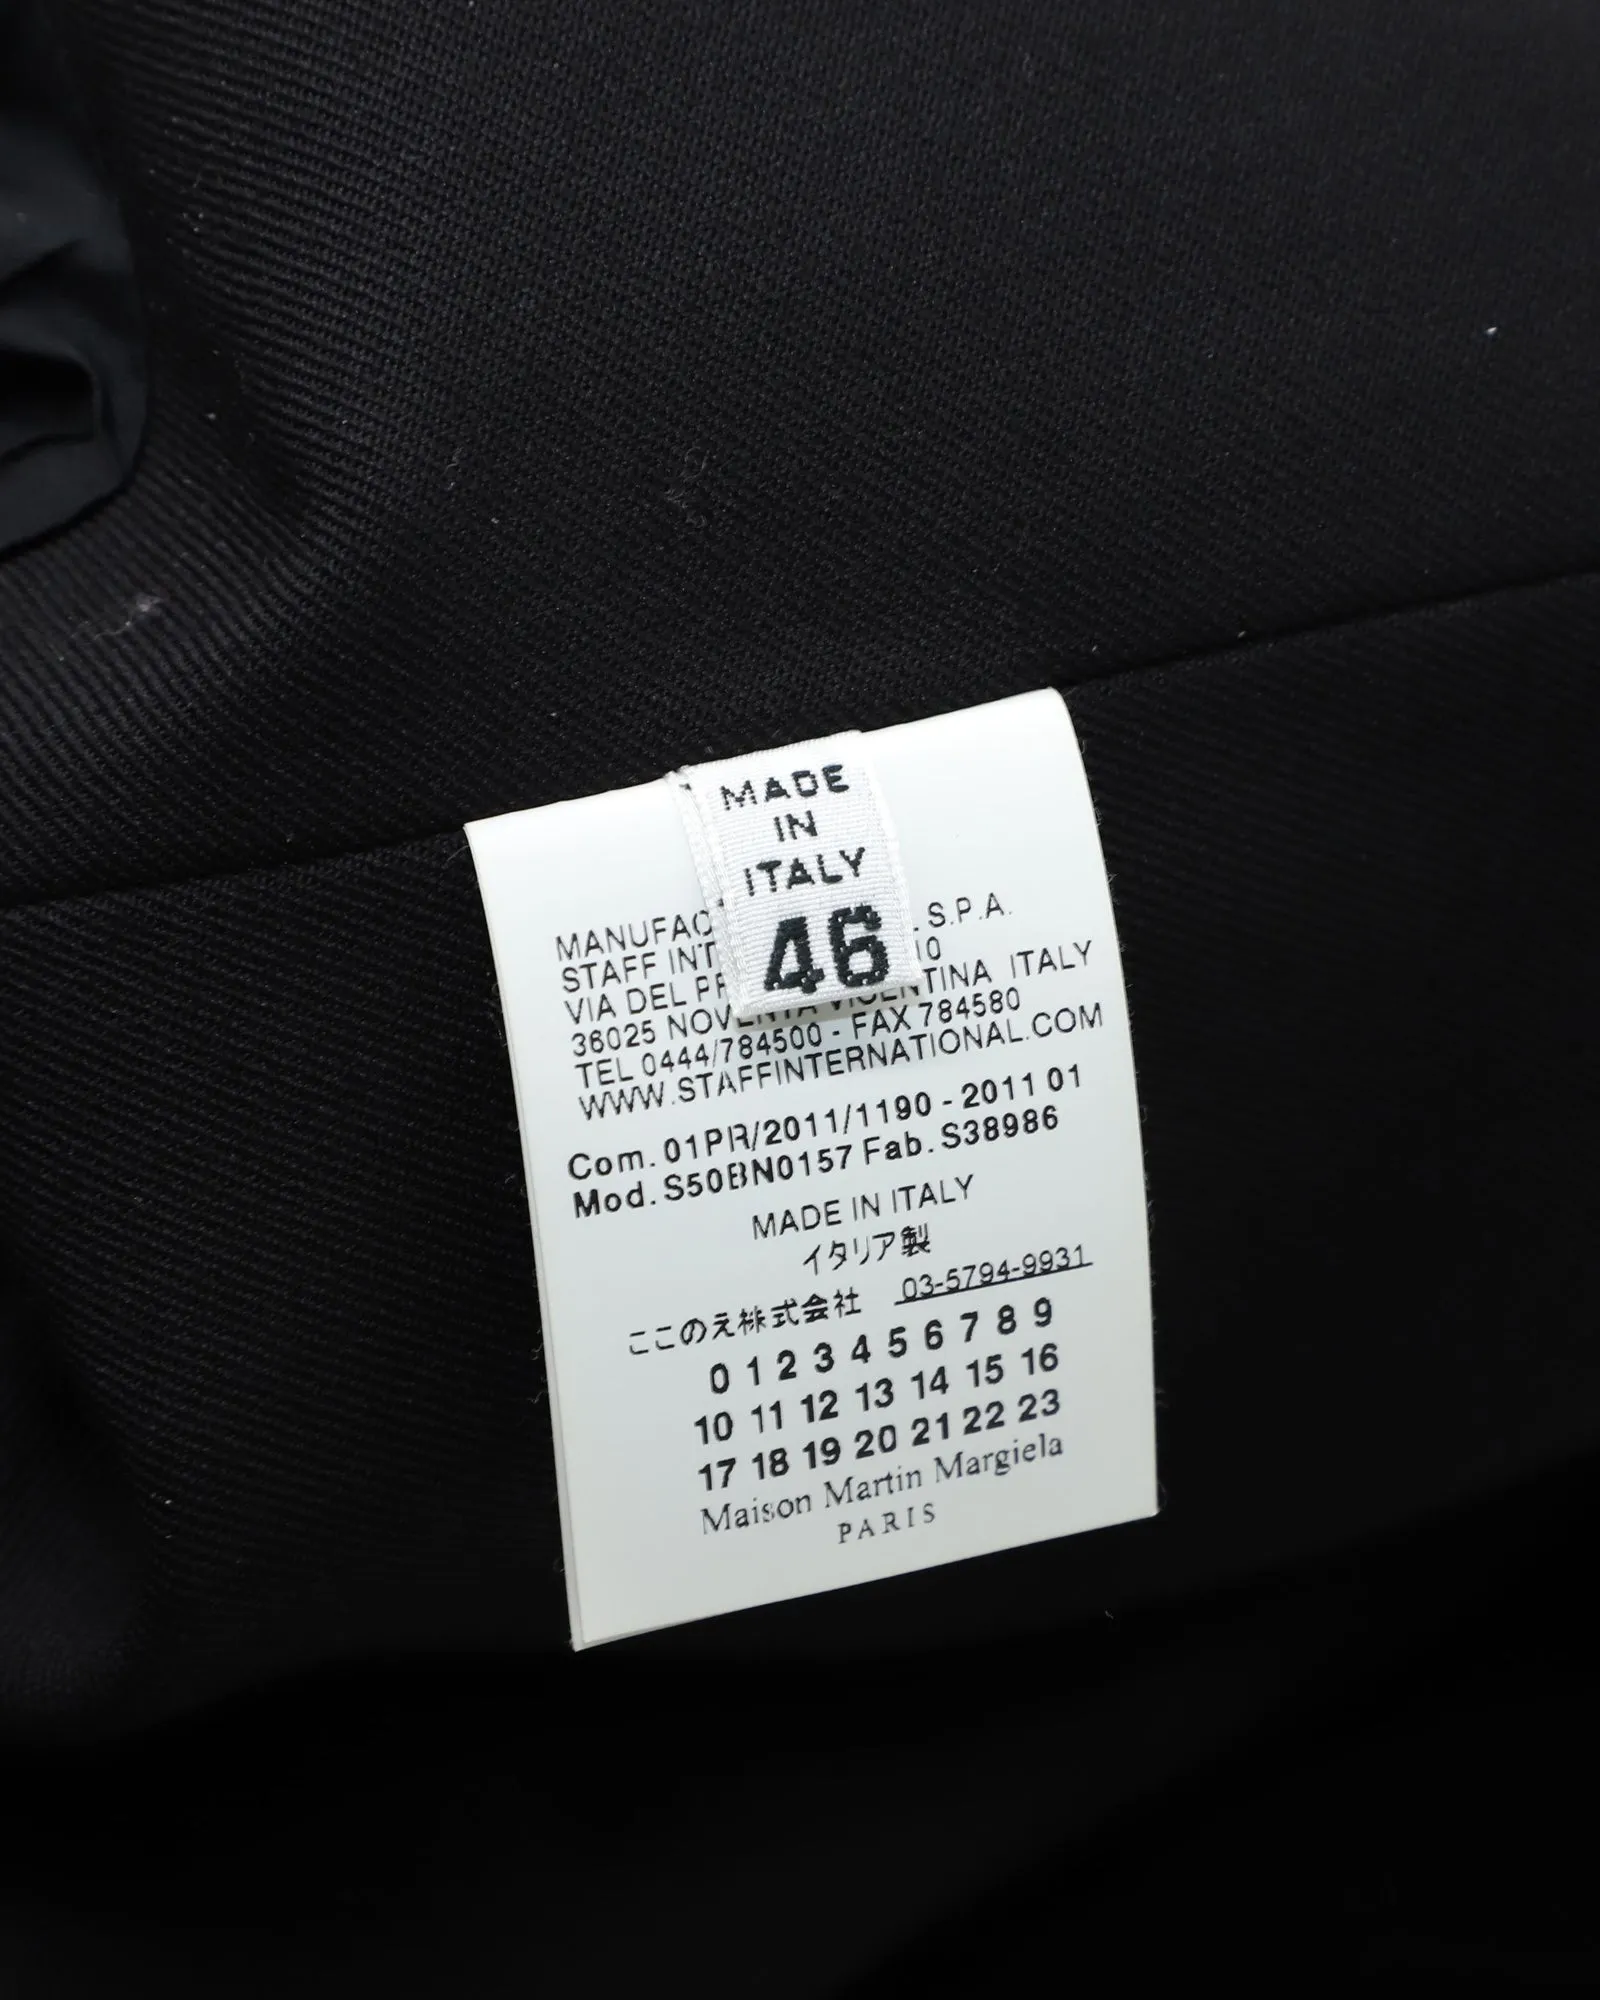 MADE
IN
ITALY
46
MANUFAC S.P.A.
STAFF INT 10
VIA DEL PR ITALY
36025 NOVENTA VICENTINA
TEL 0444/784500 - FAX 784580
WWW.STAFFINTERNATIONAL.COM
Com. 01PR/2011/1190 - 2011 01
Mod. S50BN0157 Fab. S38986
MADE IN ITALY
イタリア製
ここのえ株式会社 03-5794-9931
0 1 2 3 4 5 6 7 8 9
10 11 12 13 14 15 16
17 18 19 20 21 22 23
Maison Martin Margiela
PARIS